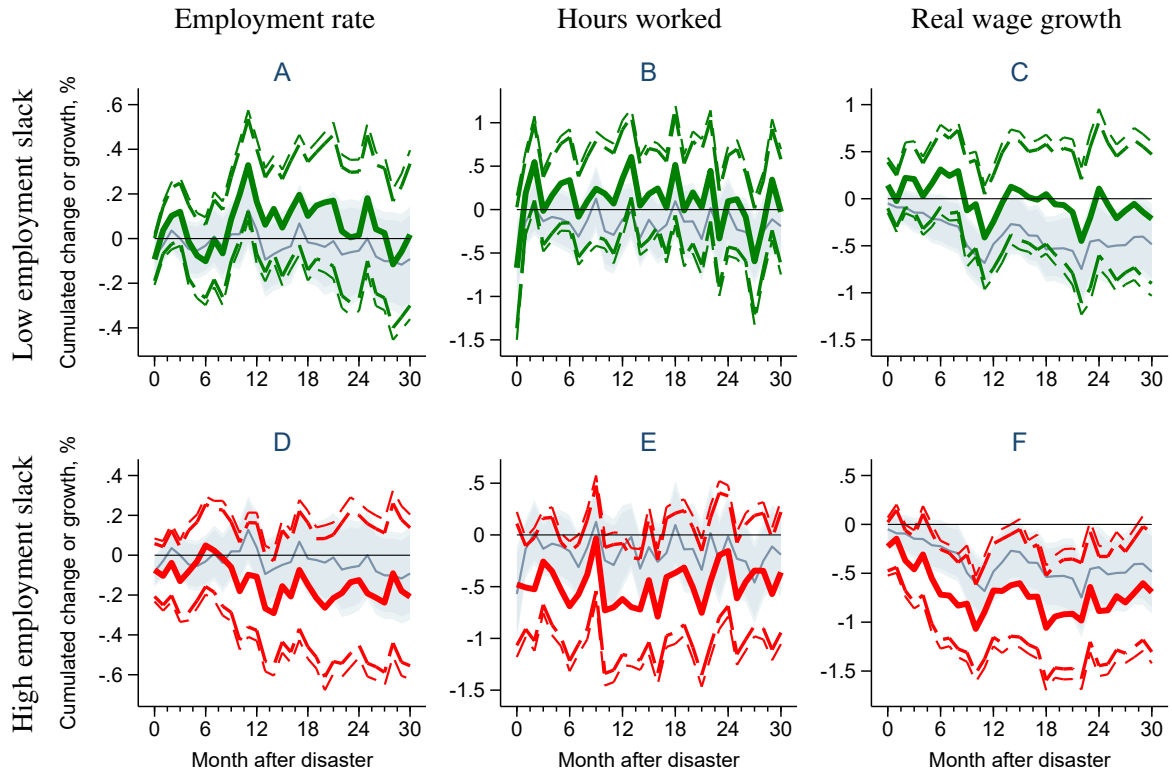 Employment rate
Hours worked
Real wage growth
Low employment slack
Cumulated change or growth, %
A
.6
.4
.2
0
-.2
-.4
0 6 12 18 24 30
B
1
.5
0
-.5
-1
-1.5
0 6 12 18 24 30
C
1
.5
0
-.5
-1
-1.5
0 6 12 18 24 30
High employment slack
Cumulated change or growth, %
D
.4
.2
0
-.2
-.4
-.6
0 6 12 18 24 30
Month after disaster
E
.5
0
-.5
-1
-1.5
0 6 12 18 24 30
Month after disaster
F
.5
0
-.5
-1
-1.5
0 6 12 18 24 30
Month after disaster